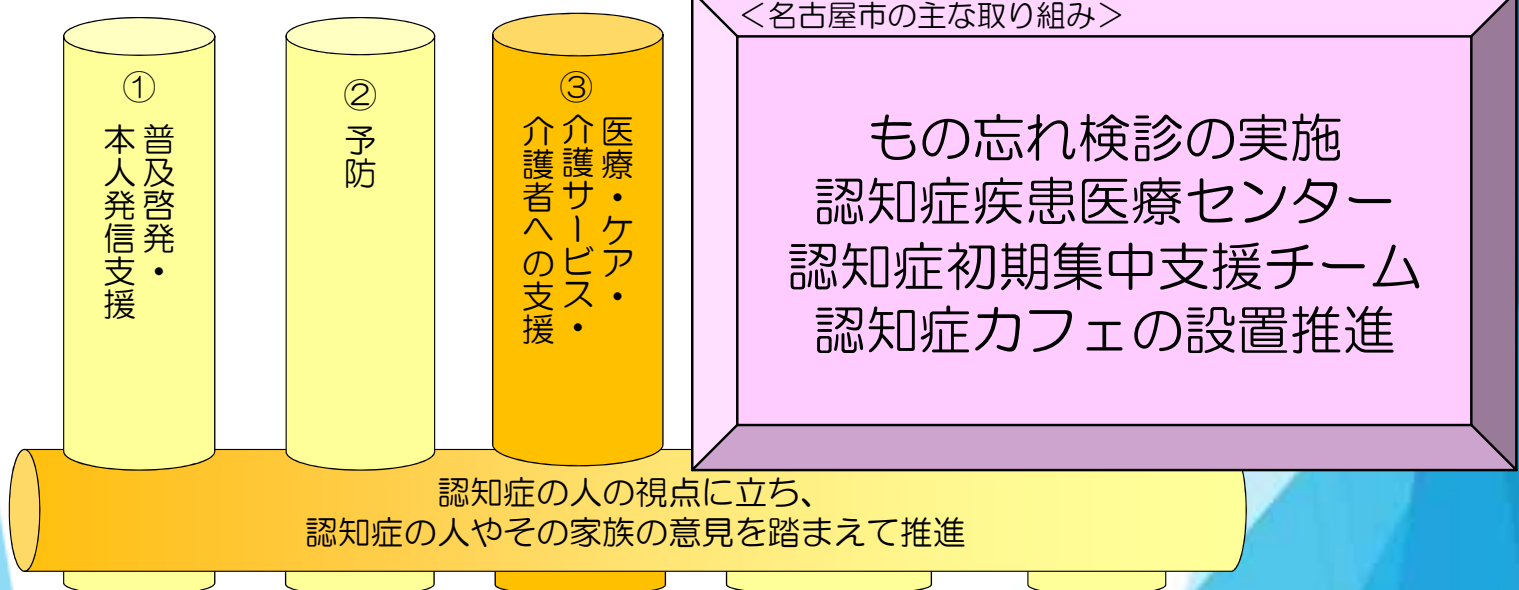 ①
普及啓発・
本人発信支援
②
予防
③
医療・ケア・
介護サービス・
介護者への支援
＜名古屋市の主な取り組み＞
もの忘れ検診の実施
認知症疾患医療センター
認知症初期集中支援チーム
認知症カフェの設置推進
認知症の人の視点に立ち、
認知症の人やその家族の意見を踏まえて推進